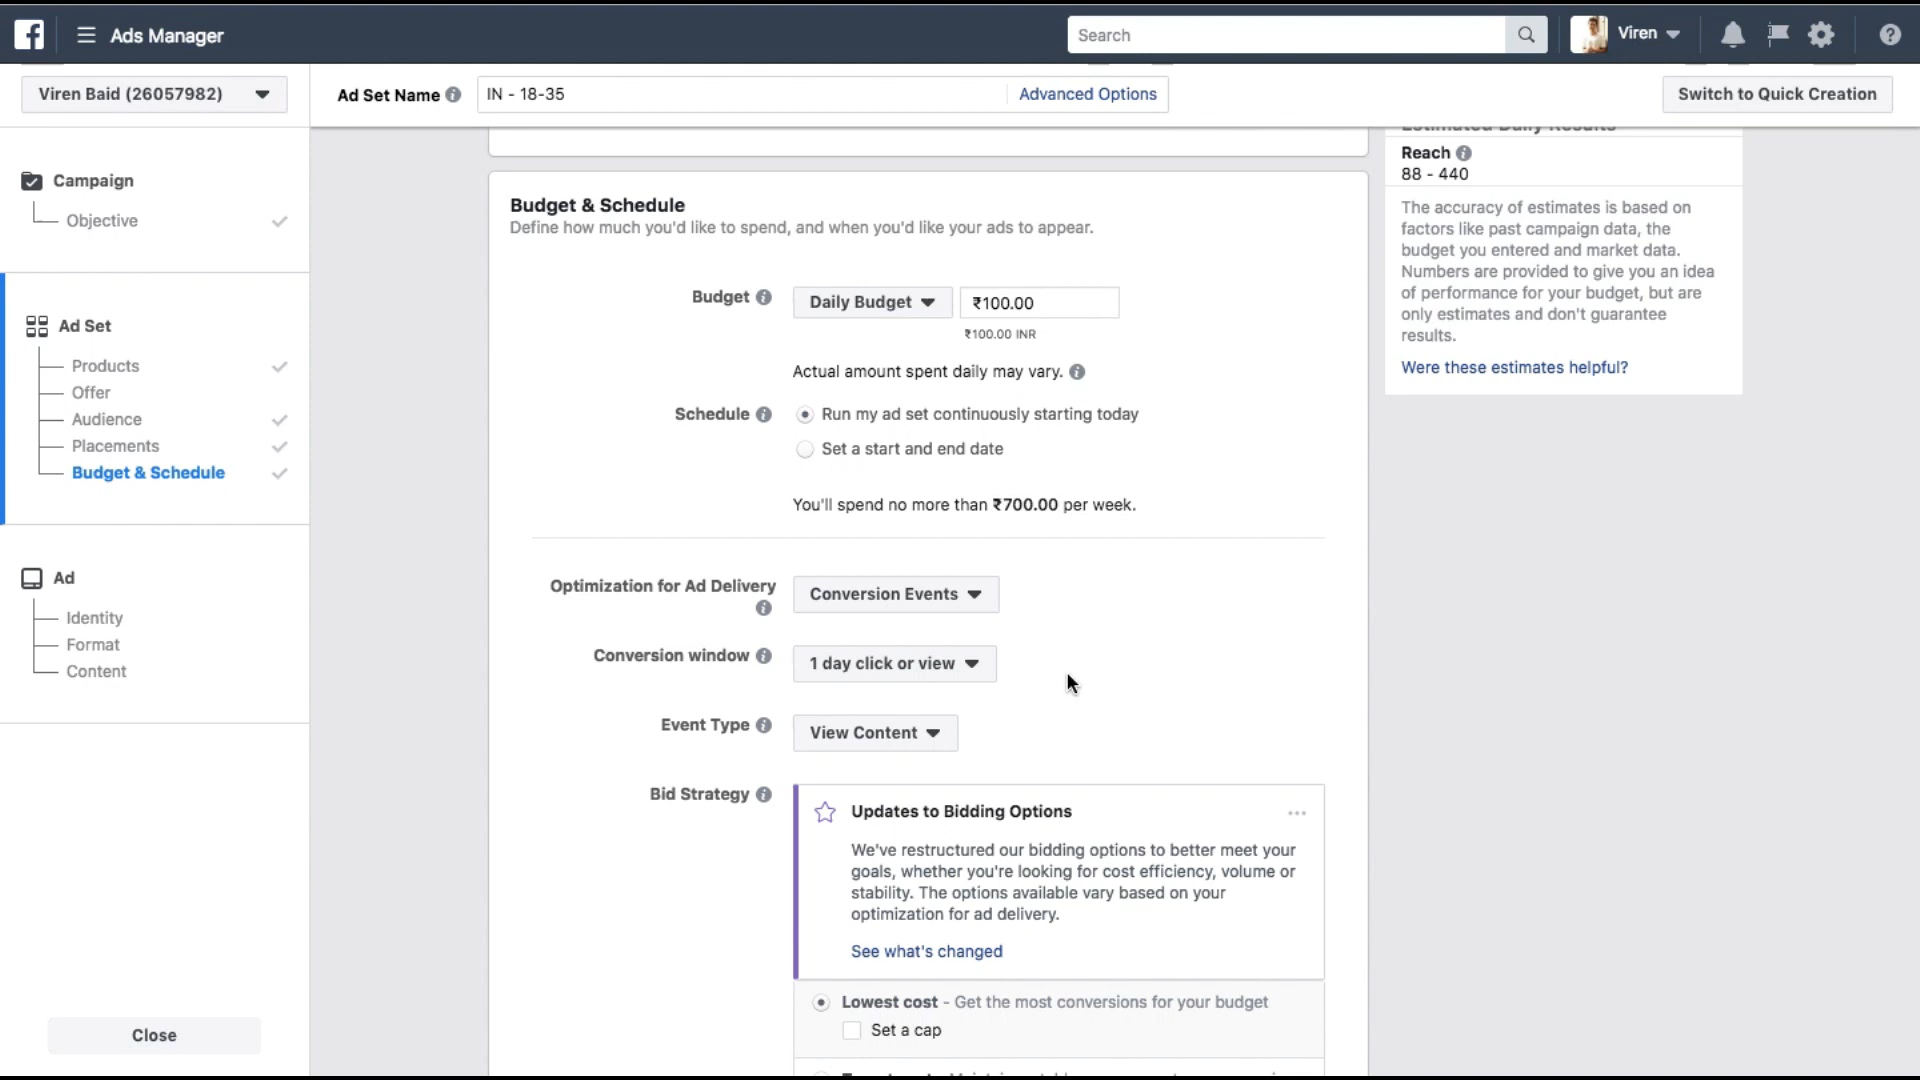 Ads Manager
Search
Viren
Viren Baid (26057982)
Ad Set Name
IN - 18-35
Advanced Options
Switch to Quick Creation
Campaign
Objective
Ad Set
Products
Offer
Audience
Placements
Budget & Schedule
Ad
Identity
Format
Content
Close
Budget & Schedule
Define how much you'd like to spend, and when you'd like your ads to appear.
Budget
Daily Budget
₹100.00
₹100.00 INR
Actual amount spent daily may vary.
Schedule
Run my ad set continuously starting today
Set a start and end date
You'll spend no more than ₹700.00 per week.
Optimization for Ad Delivery
Conversion Events
Conversion window
1 day click or view
Event Type
View Content
Bid Strategy
Updates to Bidding Options
We've restructured our bidding options to better meet your
goals, whether you're looking for cost efficiency, volume or
stability. The options available vary based on your
optimization for ad delivery.
See what's changed
Lowest cost - Get the most conversions for your budget
Set a cap
Estimated Daily Results
Reach
88 - 440
The accuracy of estimates is based on
factors like past campaign data, the
budget you entered and market data.
Numbers are provided to give you an idea
of performance for your budget, but are
only estimates and don't guarantee
results.
Were these estimates helpful?